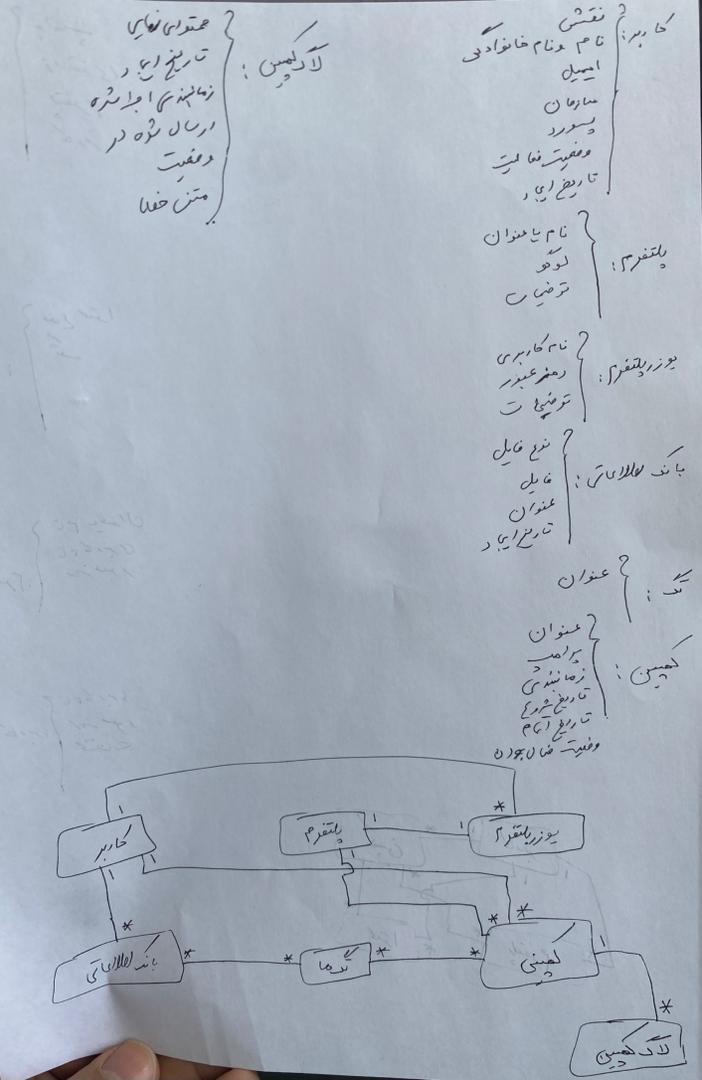 کاربر:
نقش
نام و نام خانوادگی
ایمیل
سازمان
پسورد
وضعیت فعالیت
تاریخ ایجاد
پلتفرم:
نام یا عنوان
لوگو
توضیحات
یوزر پلتفرم:
نام کاربری
رمز عبور
توضیحات
بانک اطلاعاتی:
نوع فایل
فایل
عنوان
تاریخ ایجاد
تگ:
عنوان
کمپین:
عنوان
پرامپ
زمانبندی
تاریخ شروع
تاریخ اتمام
وضعیت فعال بودن
لاگ کمپین:
محتوای نهایی
تاریخ ایجاد
زمانبندی اجرا شده
ارسال شده در
وضعیت
متن خطا
کاربر
1
1
1
پلتفرم
1
1
1
*
یوزر پلتفرم
*
بانک اطلاعاتی
*
*
تگ‌ها
*
*
*
کمپین
1
*
لاگ کمپین